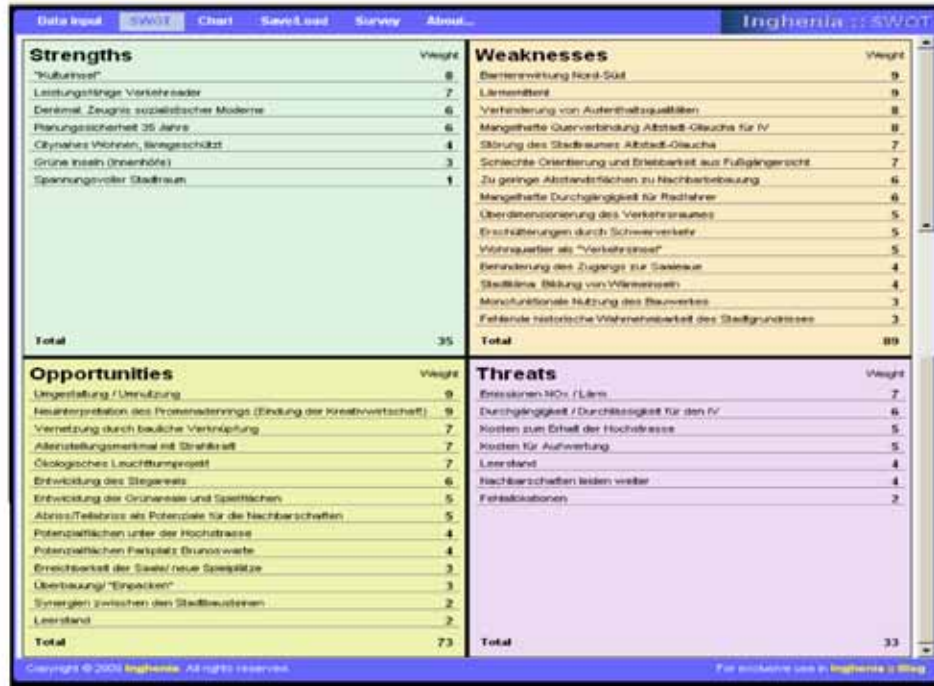 Data input SWOT Chart Save/Load Survey About... Inghenia :: SWOT
Strengths Weight
"Kulturinsel" 8
Leistungsfähige Verkehrsader 7
Denkmal: Zeugnis sozialistischer Moderne 6
Planungssicherheit 35 Jahre 6
Citynahes Wohnen, lärmgeschützt 4
Grüne Inseln (Innenhöfe) 3
Spannungsvoller Stadtraum 1
Total 35
Weaknesses Weight
Barrierewirkung Nord-Süd 9
Lärmemittent 9
Verhinderung von Aufenthaltsqualitäten 8
Mangelhafte Querverbindung Altstadt-Glaucha für IV 8
Störung des Stadtraumes Altstadt-Glaucha 7
Schlechte Orientierung und Erlebbarkeit aus Fußgängersicht 7
Zu geringe Abstandsflächen zu Nachbarbebauung 6
Mangelhafte Durchgängigkeit für Radfahrer 6
Überdimensionierung des Verkehrsraumes 5
Erschütterungen durch Schwerverkehr 5
Wohnquartier als "Verkehrsinsel" 5
Behinderung des Zugangs zur Saaleaue 4
Stadtklima: Bildung von Wärmeinseln 4
Monofunktionale Nutzung des Bauwerkes 3
Fehlende historische Wahrnehmbarkeit des Stadtgrundrisses 3
Total 89
Opportunities Weight
Umgestaltung / Umnutzung 9
Neuinterpretation des Promenadenrings (Bindung der Kreativwirtschaft) 9
Vernetzung durch bauliche Verknüpfung 7
Alleinstellungsmerkmal mit Strahlkraft 7
Ökologisches Leuchtturmprojekt 7
Entwicklung des Stegareals 6
Entwicklung der Grünareale und Spielflächen 5
Abriss/Teilabriss als Potenziale für die Nachbarschaften 5
Potenzialflächen unter der Hochstrasse 4
Potenzialflächen Parkplatz Brunoswarte 4
Erreichbarkeit der Saale/ neue Spielplätze 3
Überbauung/ "Einpacken" 3
Synergien zwischen den Stadtbausteinen 2
Leerstand 2
Total 73
Threats Weight
Emissionen NOx / Lärm 7
Durchgängigkeit / Durchlässigkeit für den IV 6
Kosten zum Erhalt der Hochstrasse 5
Kosten für Aufwertung 5
Leerstand 4
Nachbarschaften leiden weiter 4
Fehlallokationen 2
Total 33
Copyright © Inghenia. All rights reserved. For exclusive use in Inghenia :: Blog